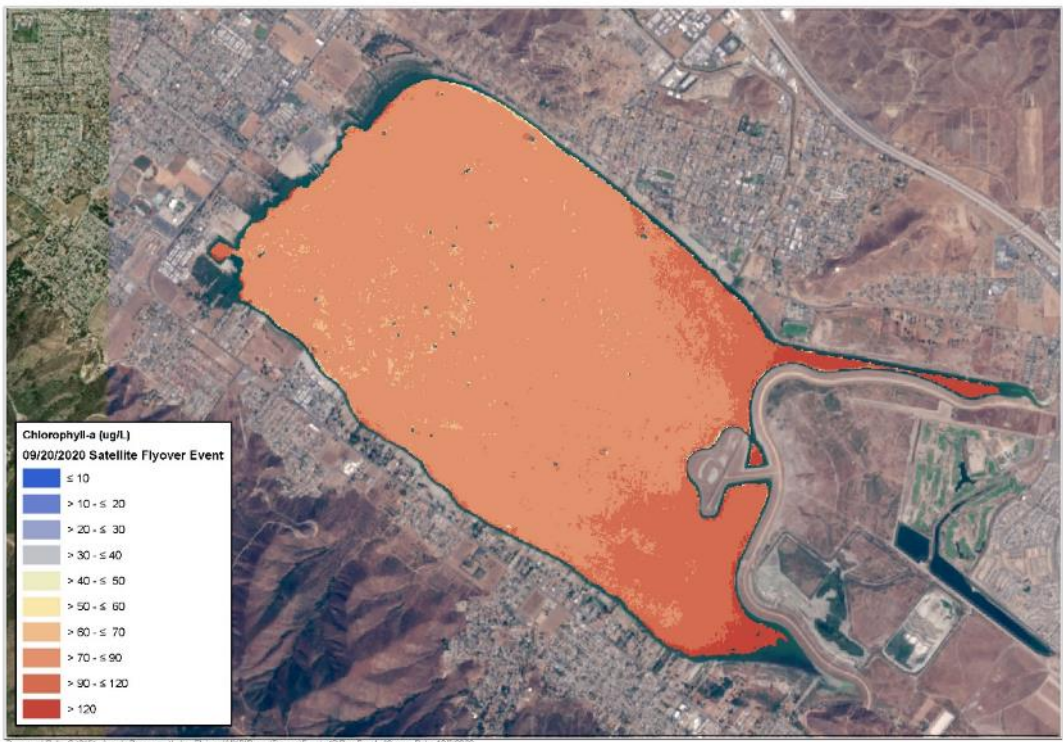 Chlorophyll-a (ug/L)
09/20/2020 Satellite Flyover Event
≤ 10
> 10 - ≤ 20
> 20 - ≤ 30
> 30 - ≤ 40
> 40 - ≤ 50
> 50 - ≤ 60
> 60 - ≤ 70
> 70 - ≤ 90
> 90 - ≤ 120
> 120